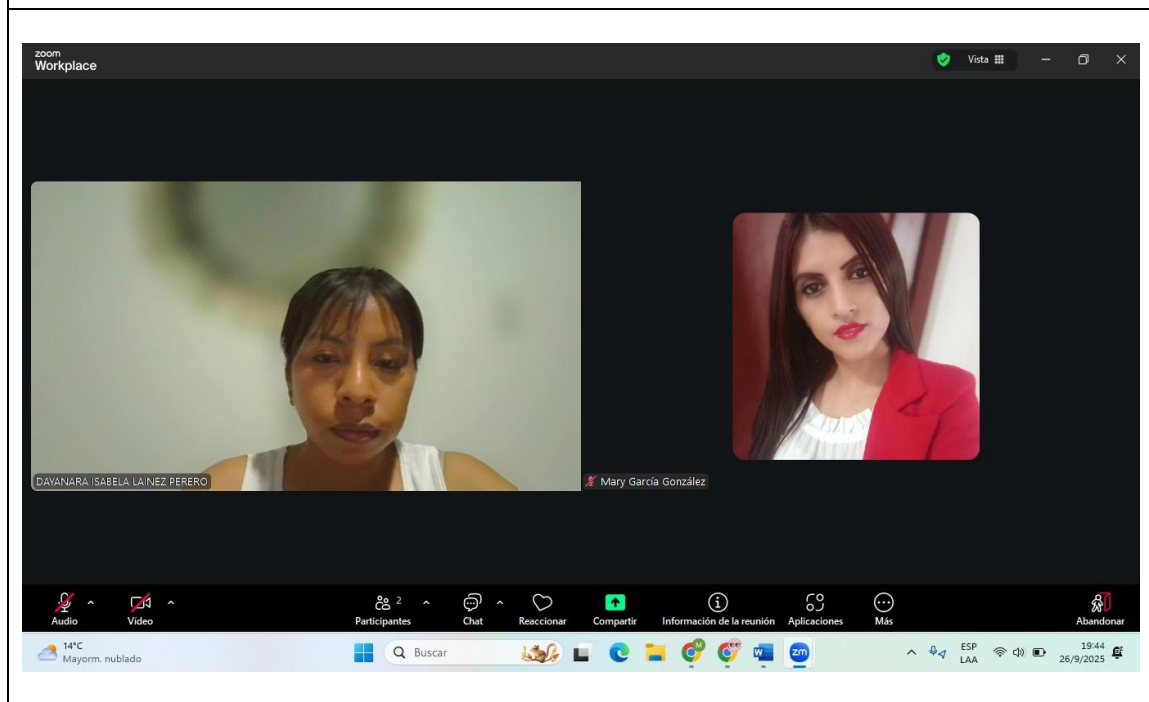 zoom
Workplace
Vista
DAYANARA ISABELA LAINEZ PERERO
Mary García González
Audio
Vídeo
2
Participantes
Chat
Reaccionar
Compartir
Información de la reunión
Aplicaciones
Más
Abandonar
14°C
Mayorm. nublado
Buscar
ESP
LAA
19:44
26/9/2025